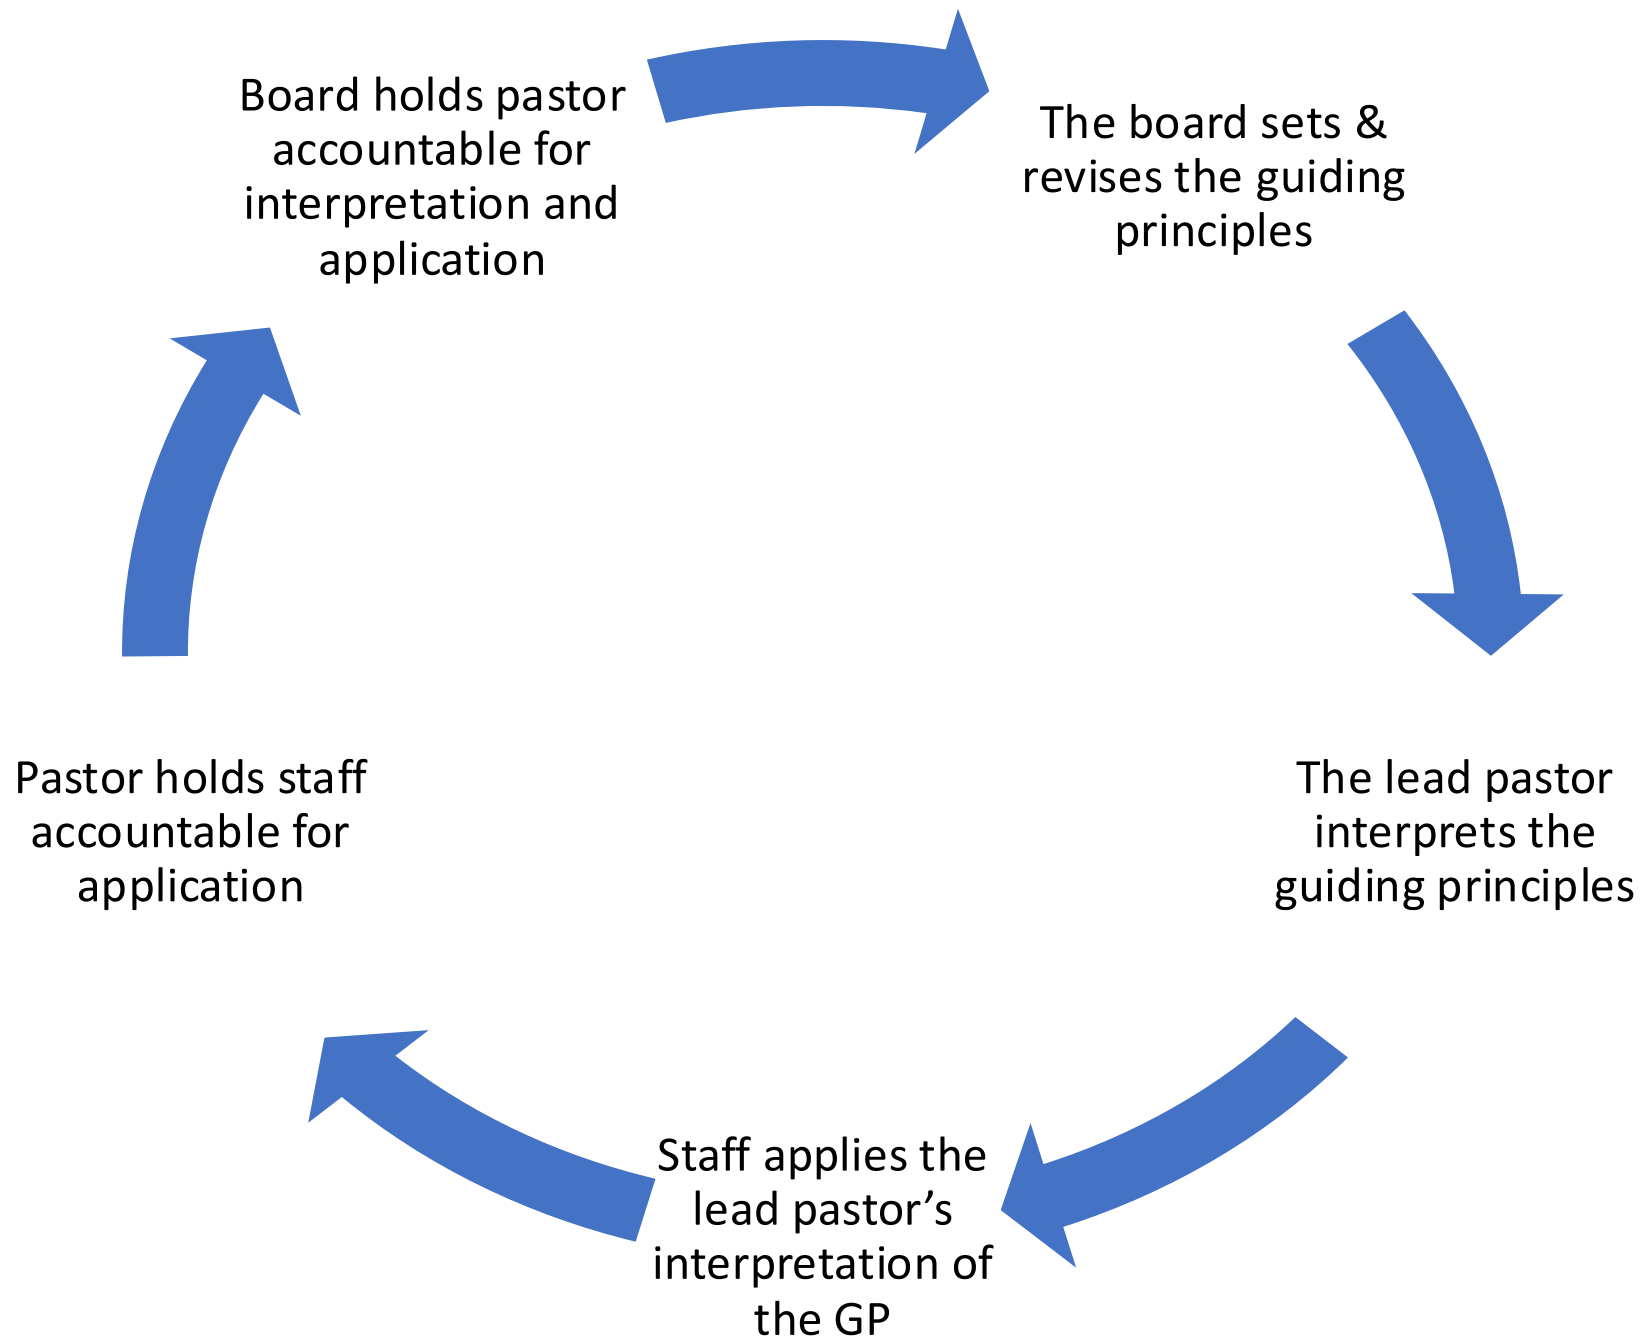 Board holds pastor
accountable for
interpretation and
application
The board sets &
revises the guiding
principles
The lead pastor
interprets the
guiding principles
Staff applies the
lead pastor’s
interpretation of
the GP
Pastor holds staff
accountable for
application